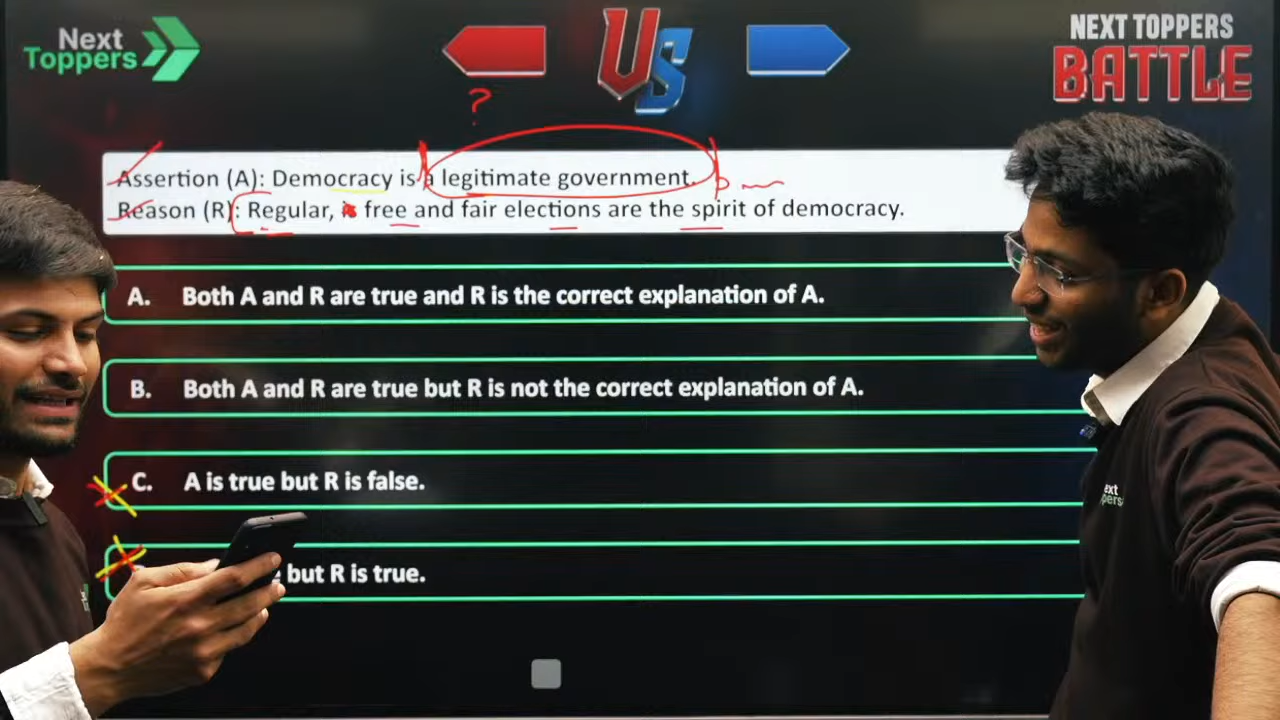 Next
Toppers
US
NEXT TOPPERS
BATTLE
?
Assertion (A): Democracy is a legitimate government.
Reason (R): Regular, free and fair elections are the spirit of democracy.
A. Both A and R are true and R is the correct explanation of A.
B. Both A and R are true but R is not the correct explanation of A.
C. A is true but R is false.
but R is true.